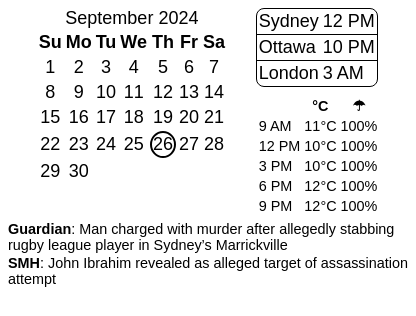 September 2024
Su Mo Tu We Th Fr Sa
1 2 3 4 5 6 7
8 9 10 11 12 13 14
15 16 17 18 19 20 21
22 23 24 25 26 27 28
29 30
Sydney 12 PM
Ottawa 10 PM
London 3 AM
°C ☂
9 AM 11°C 100%
12 PM 10°C 100%
3 PM 10°C 100%
6 PM 12°C 100%
9 PM 12°C 100%
Guardian: Man charged with murder after allegedly stabbing
rugby league player in Sydney’s Marrickville
SMH: John Ibrahim revealed as alleged target of assassination
attempt